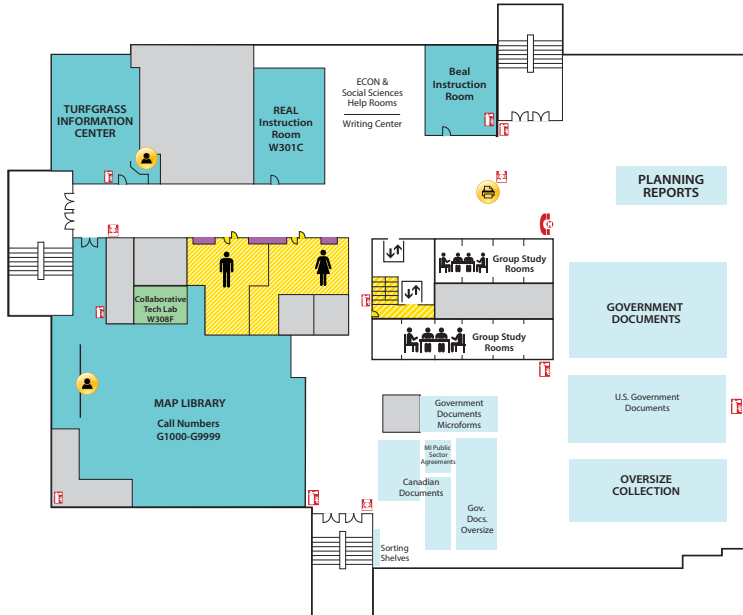 TURFGRASS
INFORMATION
CENTER
REAL
Instruction
Room
W301C
ECON &
Social Sciences
Help Rooms
Writing Center
Beal
Instruction
Room
PLANNING
REPORTS
Group Study
Rooms
Collaborative
Tech Lab
W308F
GOVERNMENT
DOCUMENTS
Group Study
Rooms
MAP LIBRARY
Call Numbers
G1000-G9999
Government
Documents
Microforms
U.S. Government
Documents
MI Public
Sector
Agreements
Canadian
Documents
Gov.
Docs.
Oversize
OVERSIZE
COLLECTION
Sorting
Shelves